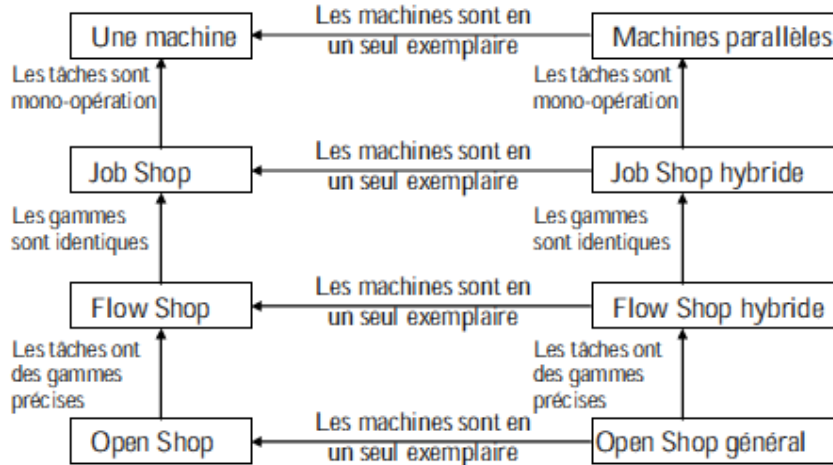 Une machine
Les machines sont en
un seul exemplaire
Machines parallèles
Les tâches sont
mono-opération
Les tâches sont
mono-opération
Job Shop
Les machines sont en
un seul exemplaire
Job Shop hybride
Les gammes
sont identiques
Les gammes
sont identiques
Flow Shop
Les machines sont en
un seul exemplaire
Flow Shop hybride
Les tâches ont
des gammes
précises
Les tâches ont
des gammes
précises
Open Shop
Les machines sont en
un seul exemplaire
Open Shop général